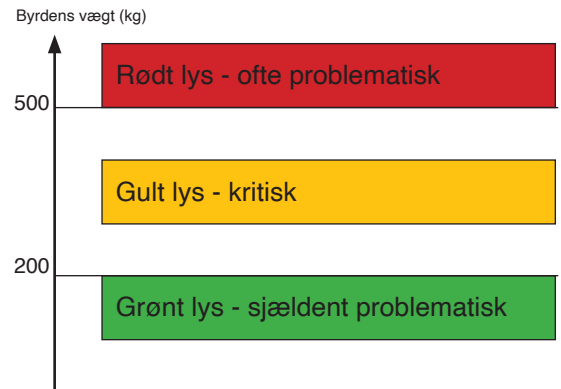 Byrdens vægt (kg)
Rødt lys - ofte problematisk
500
Gult lys - kritisk
200
Grønt lys - sjældent problematisk